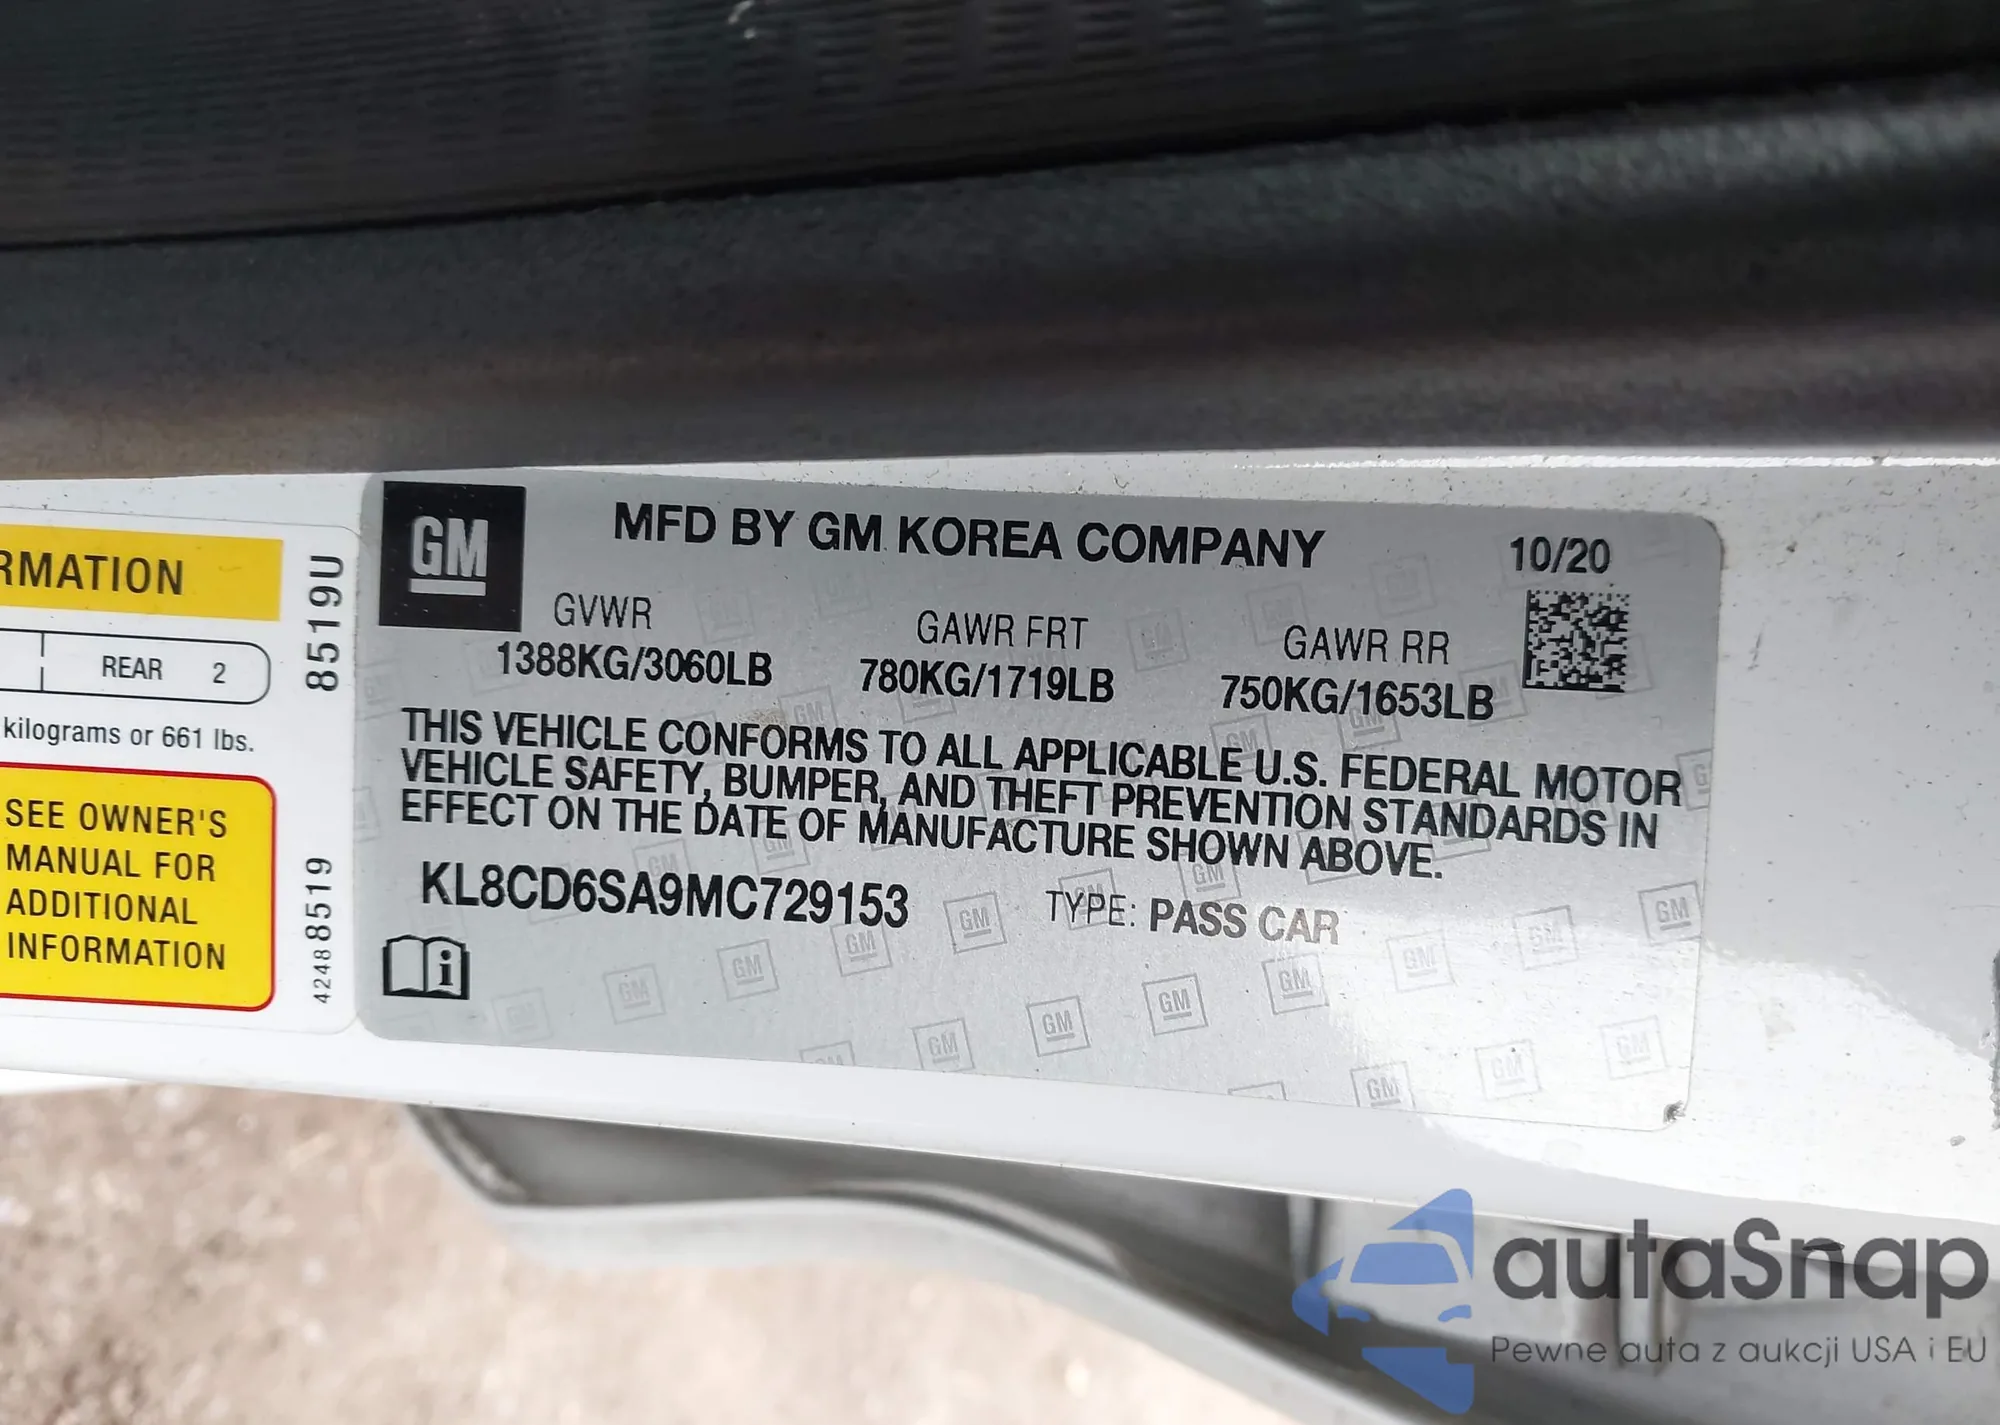 GM
MFD BY GM KOREA COMPANY
10/20
GVWR
GAWR FRT
GAWR RR
1388KG/3060LB
780KG/1719LB
750KG/1653LB
THIS VEHICLE CONFORMS TO ALL APPLICABLE U.S. FEDERAL MOTOR
VEHICLE SAFETY, BUMPER, AND THEFT PREVENTION STANDARDS IN
EFFECT ON THE DATE OF MANUFACTURE SHOWN ABOVE.
KL8CD6SA9MC729153
TYPE: PASS CAR
RMATION
REAR 2
kilograms or 661 lbs.
SEE OWNER'S
MANUAL FOR
ADDITIONAL
INFORMATION
8519U
42488519
autaSnap
Pewne auta z aukcji USA i EU